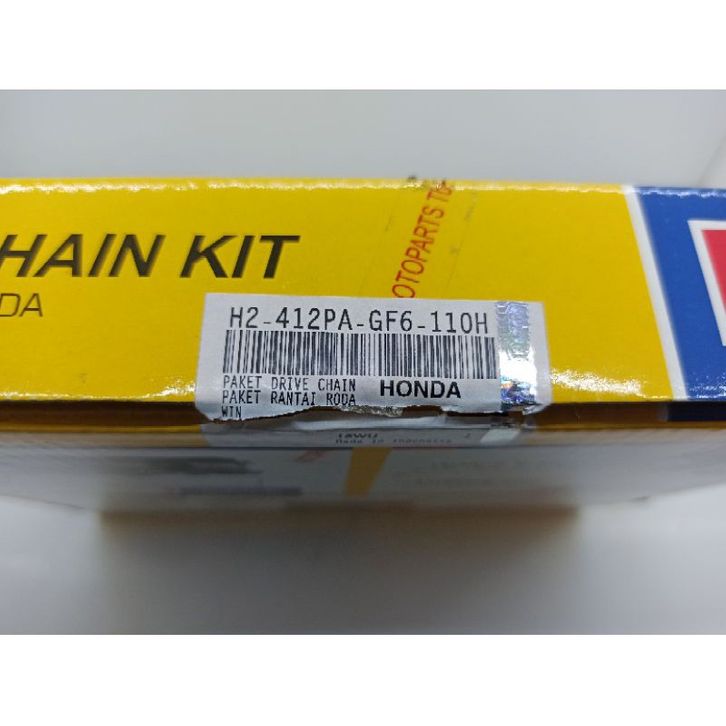 HAIN KIT
DA
OTOPARTS
H2-412PA-GF6-110H
PAKET DRIVE CHAIN
HONDA
PAKET RANTAI RODA
WIN